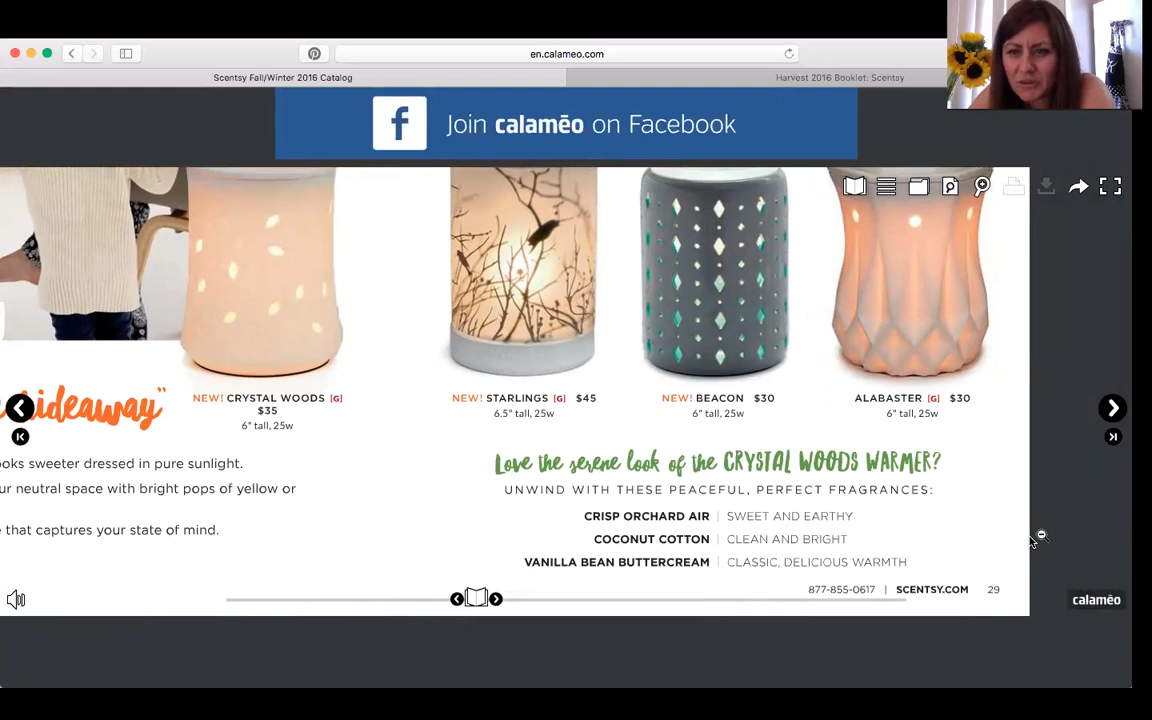 en.calameo.com
Scentsy Fall/Winter 2016 Catalog
Harvest 2016 Booklet: Scentsy
f Join calamēo on Facebook
hideaway"
NEW! CRYSTAL WOODS [G]
$35
6" tall, 25w
NEW! STARLINGS [G] $45
6.5" tall, 25w
NEW! BEACON $30
6" tall, 25w
ALABASTER [G] $30
6" tall, 25w
ooks sweeter dressed in pure sunlight.
ur neutral space with bright pops of yellow or
e that captures your state of mind.
Love the serene look of the CRYSTAL WOODS WARMER?
UNWIND WITH THESE PEACEFUL, PERFECT FRAGRANCES:
CRISP ORCHARD AIR | SWEET AND EARTHY
COCONUT COTTON | CLEAN AND BRIGHT
VANILLA BEAN BUTTERCREAM | CLASSIC, DELICIOUS WARMTH
877-855-0617 | SCENTSY.COM 29
calamēo